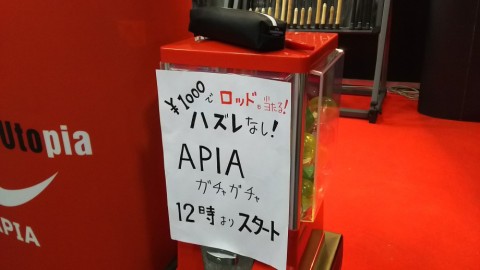 ¥1000でロッドが当たる!
ハズレなし!
APIA
ガチャガチャ
12時よりスタート
Utopia
APIA